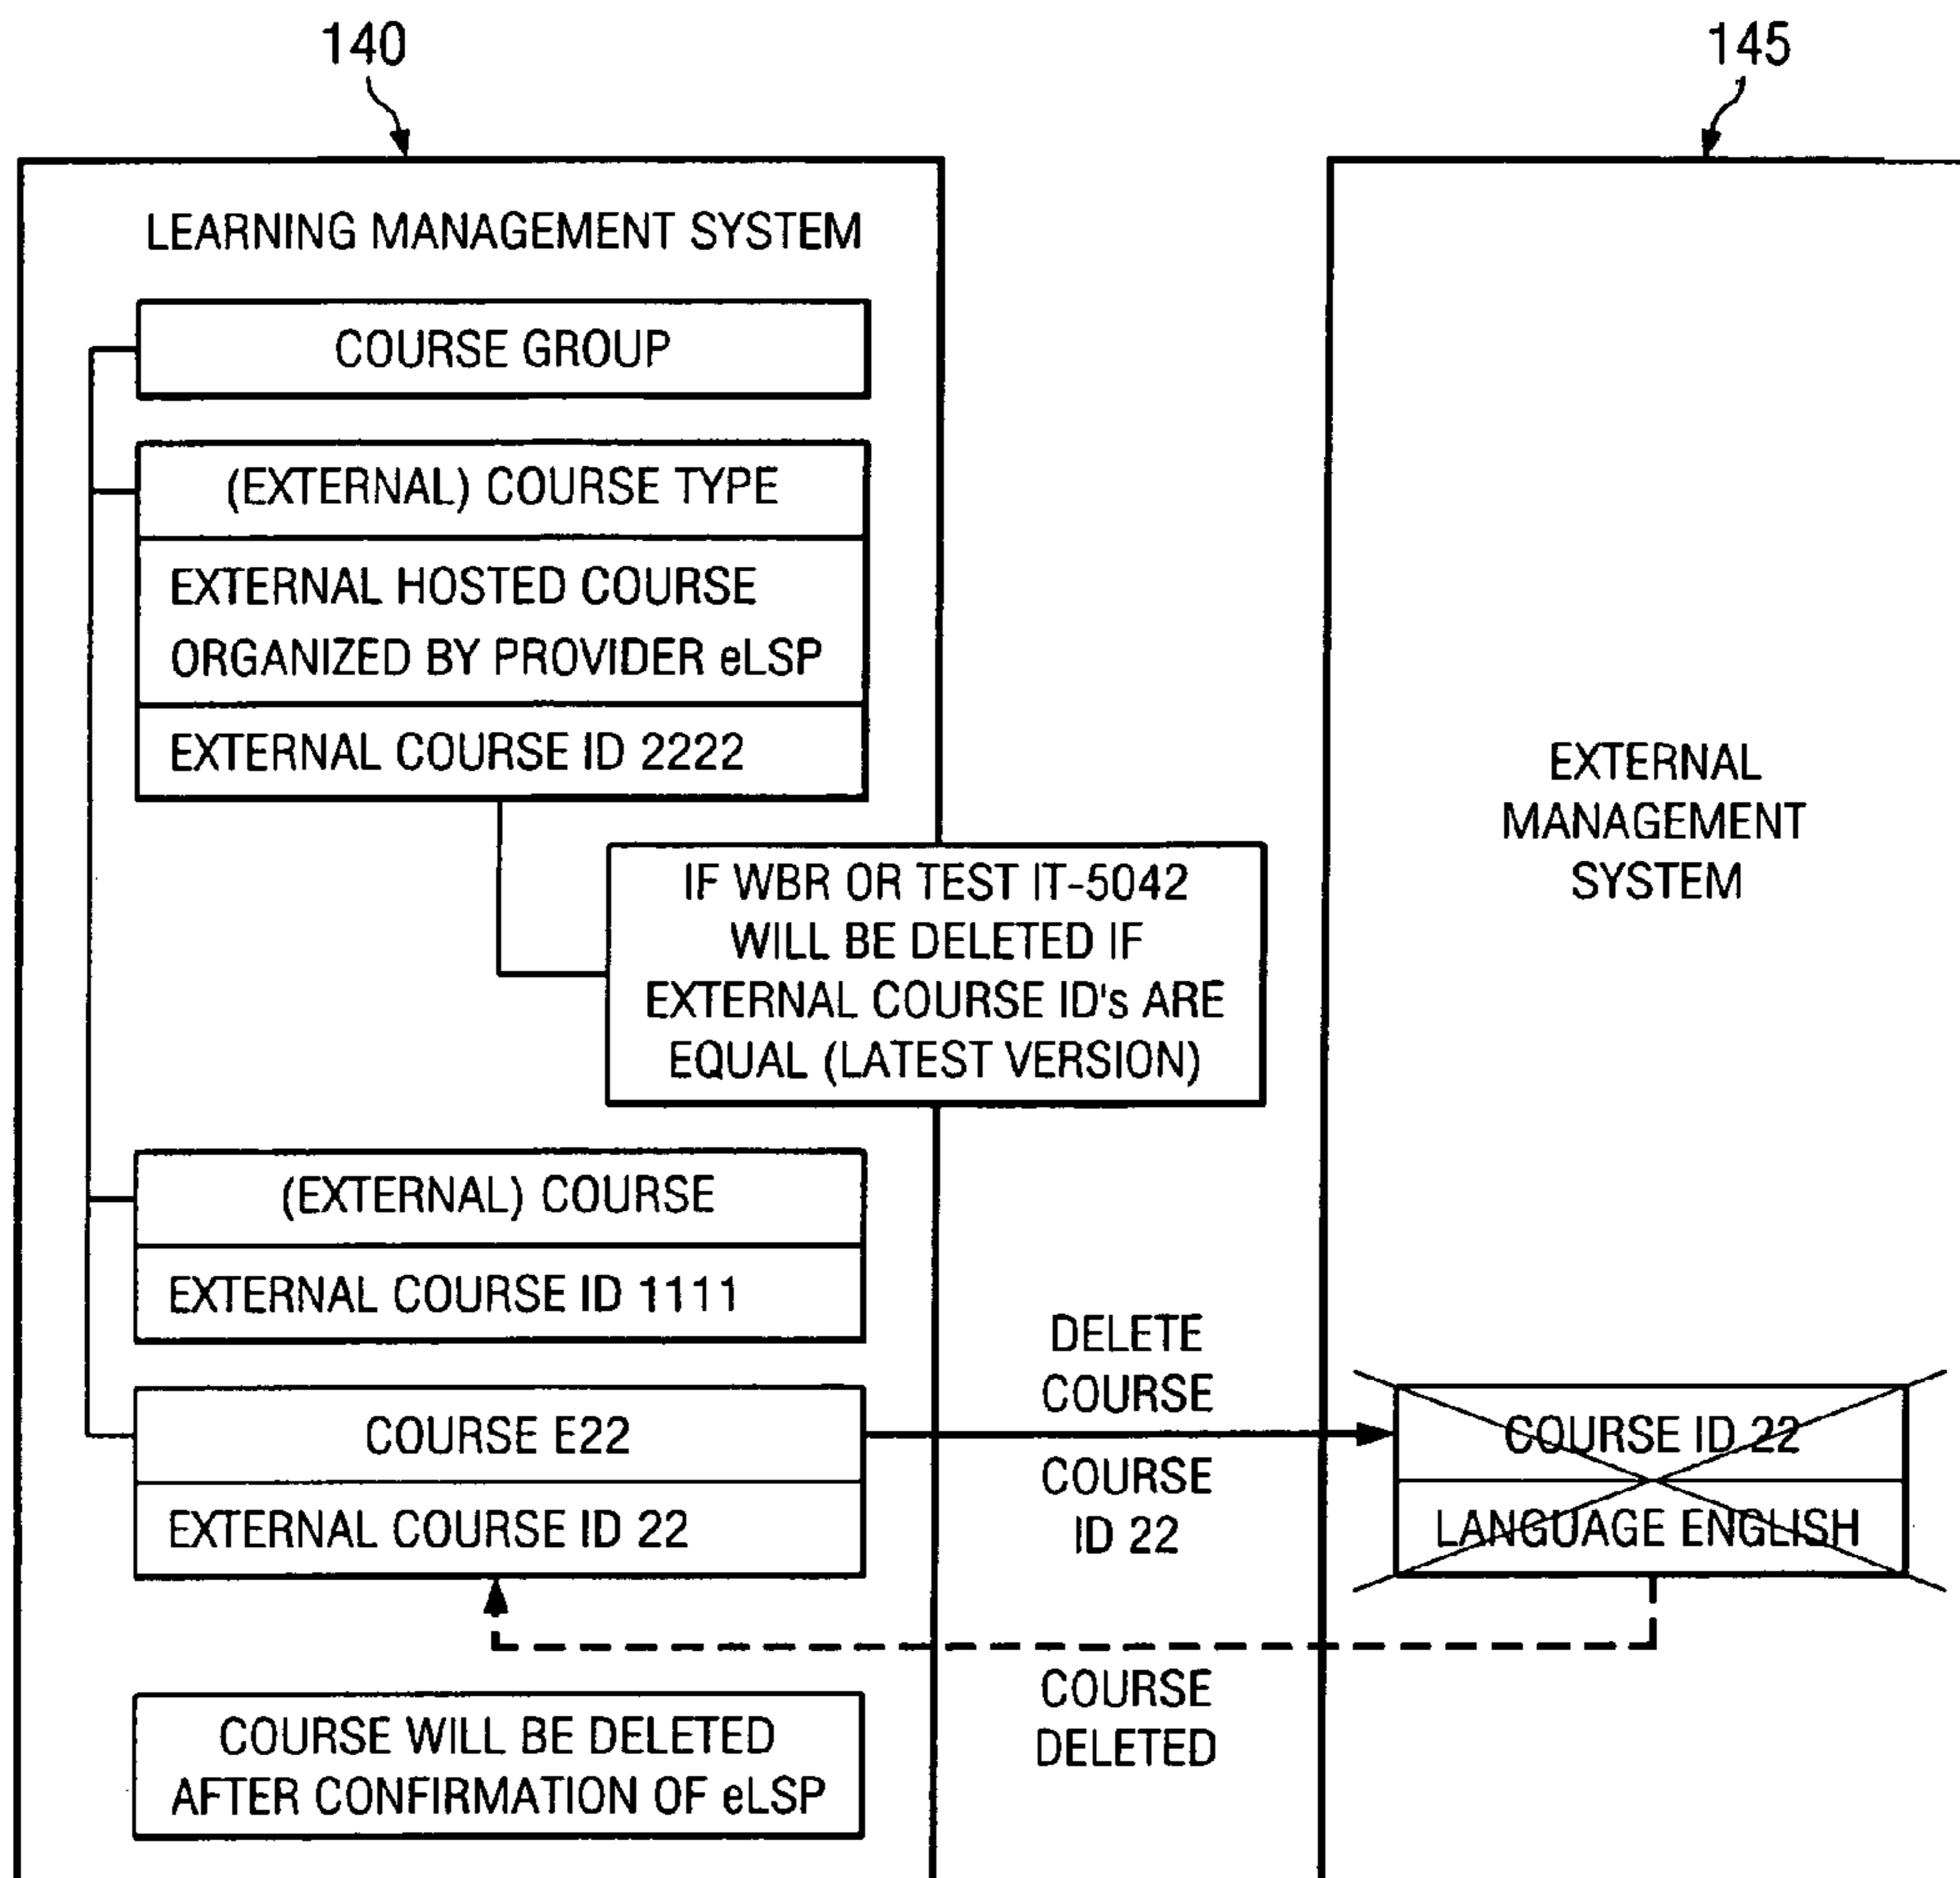 140
145
LEARNING MANAGEMENT SYSTEM
COURSE GROUP
(EXTERNAL) COURSE TYPE
EXTERNAL HOSTED COURSE
ORGANIZED BY PROVIDER eLSP
EXTERNAL COURSE ID 2222
IF WBR OR TEST IT-5042
WILL BE DELETED IF
EXTERNAL COURSE ID's ARE
EQUAL (LATEST VERSION)
EXTERNAL
MANAGEMENT
SYSTEM
(EXTERNAL) COURSE
EXTERNAL COURSE ID 1111
COURSE E22
EXTERNAL COURSE ID 22
DELETE
COURSE
COURSE
ID 22
COURSE ID 22
LANGUAGE ENGLISH
COURSE
DELETED
COURSE WILL BE DELETED
AFTER CONFIRMATION OF eLSP